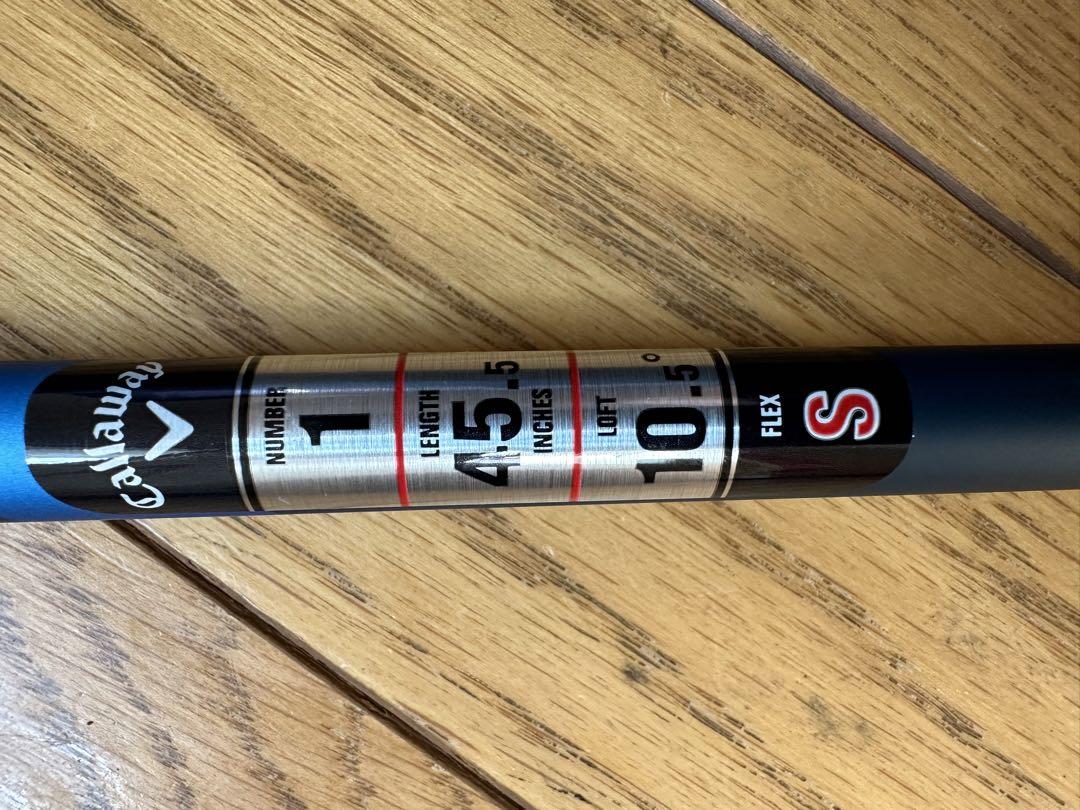 Callaway
NUMBER
1
LENGTH
45.5
INCHES
LOFT
10.5°
FLEX
S